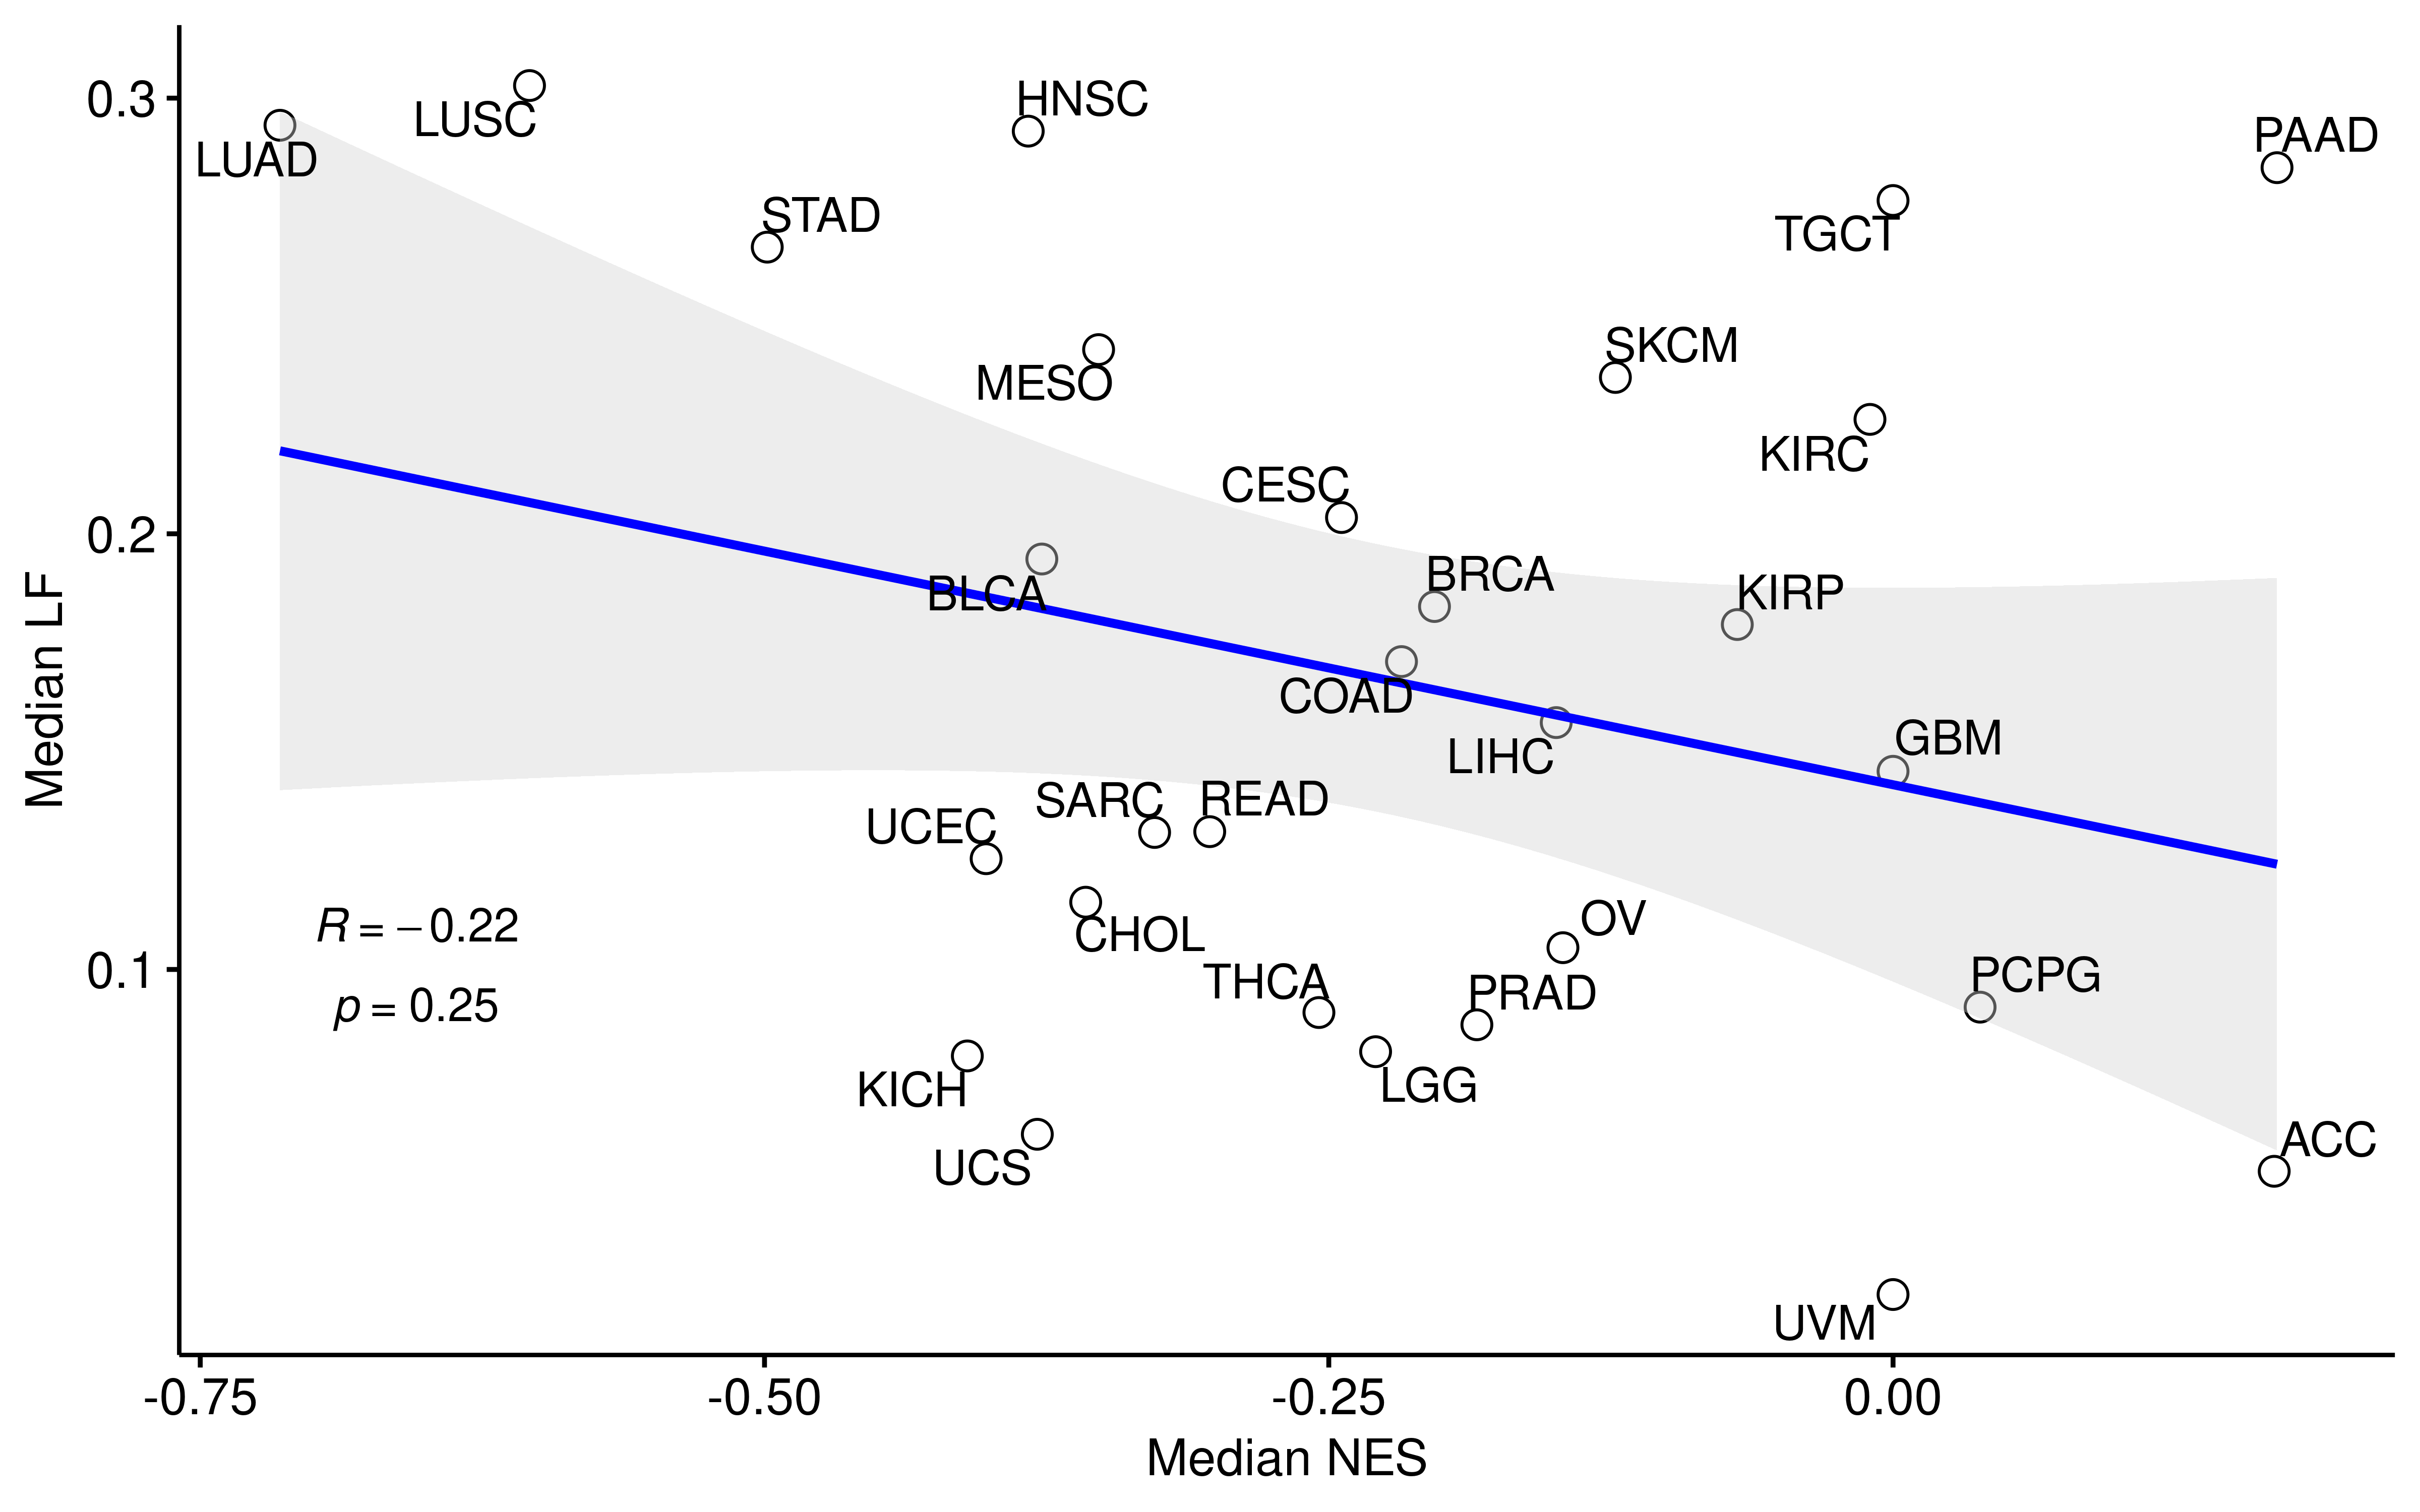 0.3
0.2
0.1
Median LF
-0.75
-0.50
-0.25
0.00
Median NES
LUAD
LUSC
HNSC
PAAD
STAD
TGCT
MESO
SKCM
KIRC
CESC
BLCA
BRCA
KIRP
COAD
LIHC
GBM
SARC
READ
UCEC
CHOL
OV
THCA
PRAD
PCPG
KICH
LGG
UCS
ACC
UVM
R = −0.22
p = 0.25